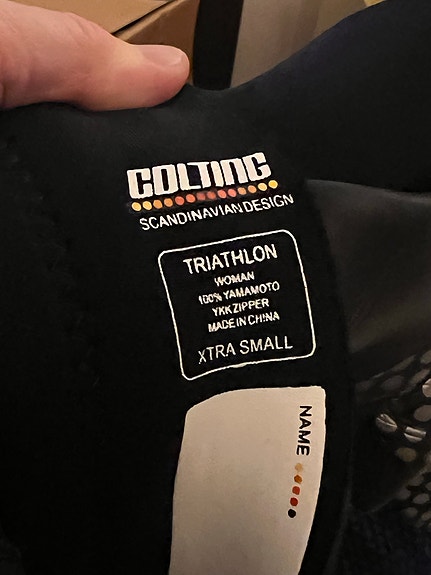 COLTING
SCANDINAVIAN DESIGN
TRIATHLON
WOMAN
100% YAMAMOTO
YKK ZIPPER
MADE IN CHINA
XTRA SMALL
NAME